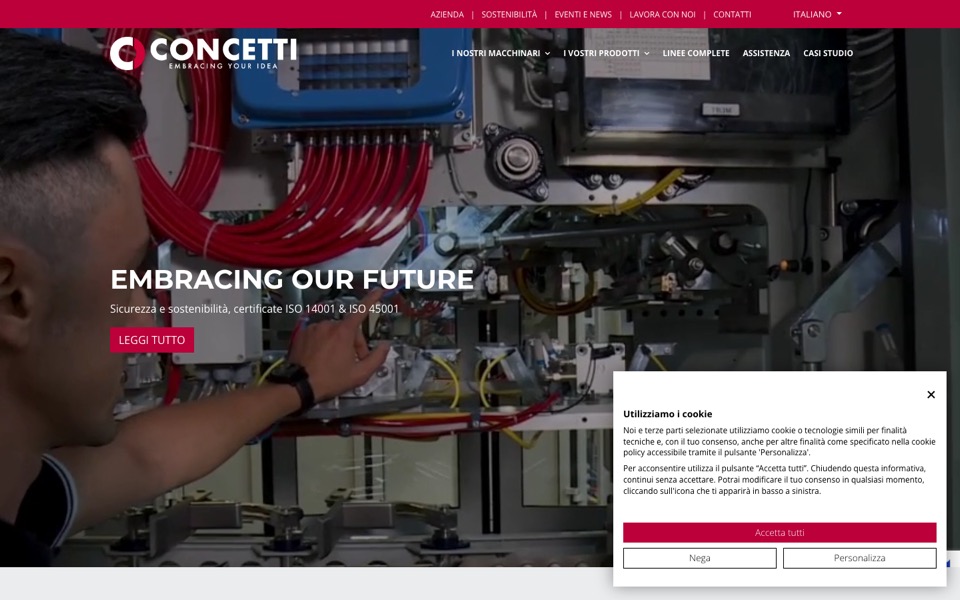 AZIENDA | SOSTENIBILITÀ | EVENTI E NEWS | LAVORA CON NOI | CONTATTI
ITALIANO
CONCETTI
EMBRACING YOUR IDEA
I NOSTRI MACCHINARI
I VOSTRI PRODOTTI
LINEE COMPLETE
ASSISTENZA
CASI STUDIO
EMBRACING OUR FUTURE
Sicurezza e sostenibilità, certificate ISO 14001 & ISO 45001
LEGGI TUTTO
Utilizziamo i cookie
Noi e terze parti selezionate utilizziamo cookie o tecnologie simili per finalità
tecniche e, con il tuo consenso, anche per altre finalità come specificato nella cookie
policy accessibile tramite il pulsante 'Personalizza'.
Per acconsentire utilizza il pulsante “Accetta tutti”. Chiudendo questa informativa,
continui senza accettare. Potrai modificare il tuo consenso in qualsiasi momento,
cliccando sull'icona che ti apparirà in basso a sinistra.
Accetta tutti
Nega
Personalizza